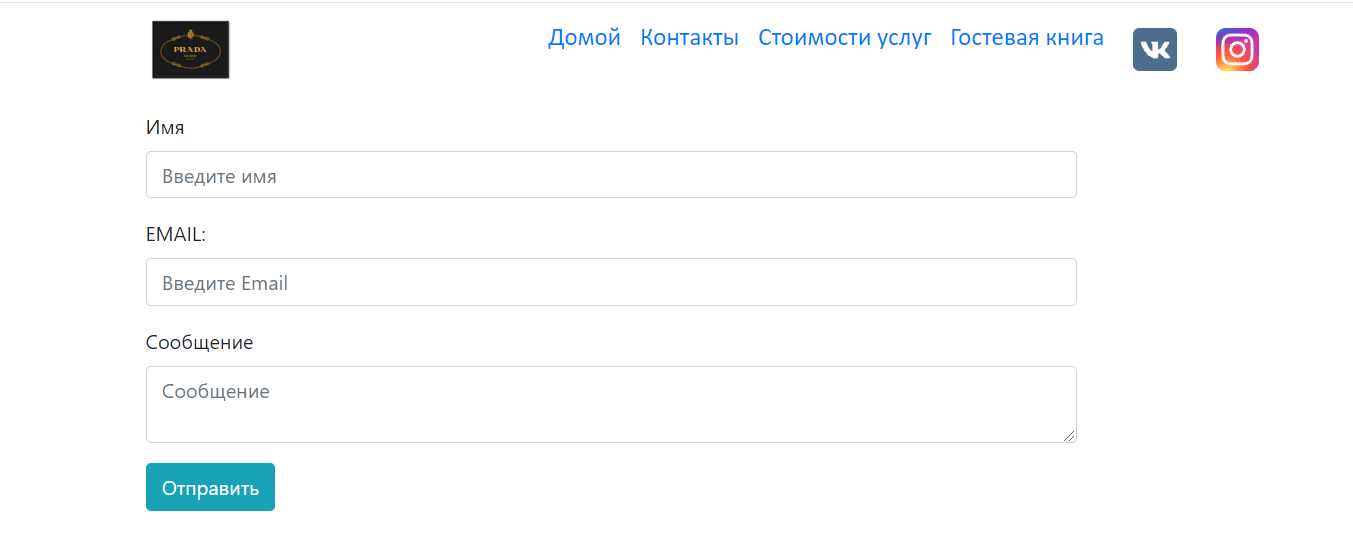 PRADA
Домой Контакты Стоимости услуг Гостевая книга
Имя
Введите имя
EMAIL:
Введите Email
Сообщение
Сообщение
Отправить